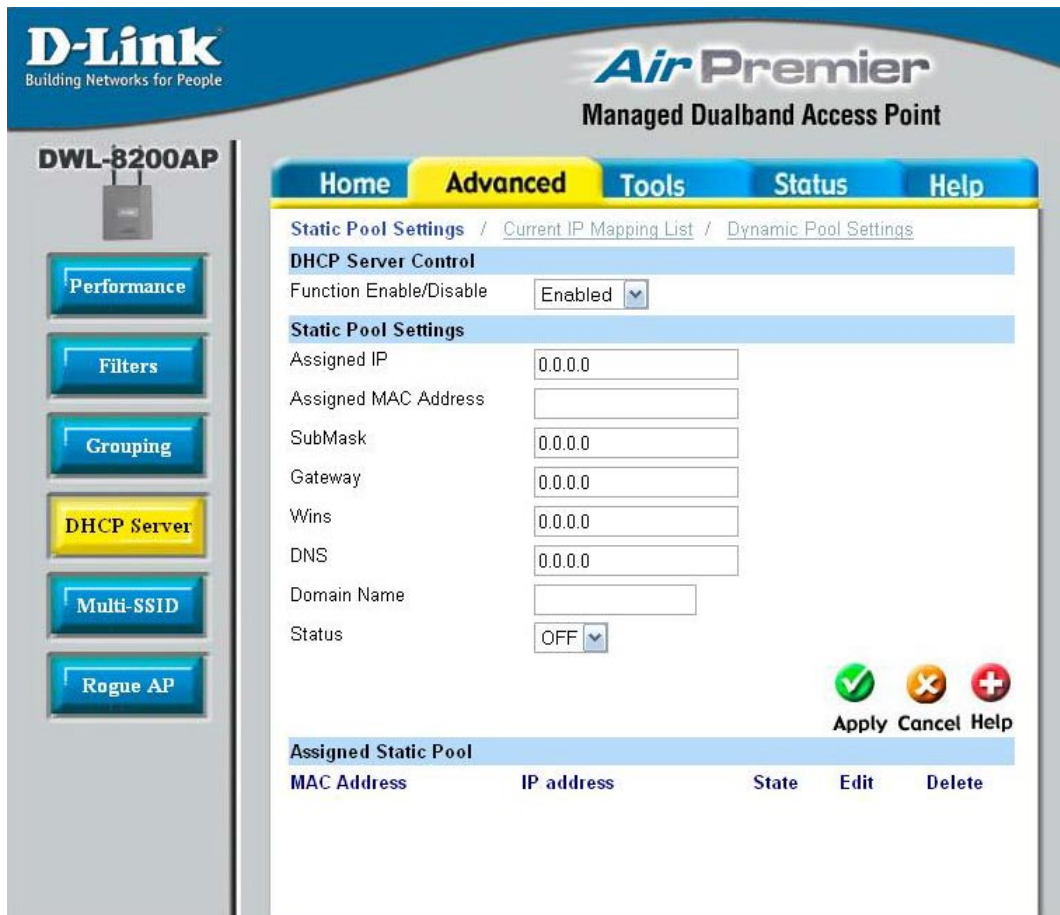 D-Link
Building Networks for People
Air Premier
Managed Dualband Access Point
DWL-8200AP
Home Advanced Tools Status Help
Static Pool Settings / Current IP Mapping List / Dynamic Pool Settings
DHCP Server Control
Function Enable/Disable Enabled
Static Pool Settings
Assigned IP 0.0.0.0
Assigned MAC Address
SubMask 0.0.0.0
Gateway 0.0.0.0
Wins 0.0.0.0
DNS 0.0.0.0
Domain Name
Status OFF
Apply Cancel Help
Assigned Static Pool
MAC Address IP address State Edit Delete
Performance
Filters
Grouping
DHCP Server
Multi-SSID
Rogue AP